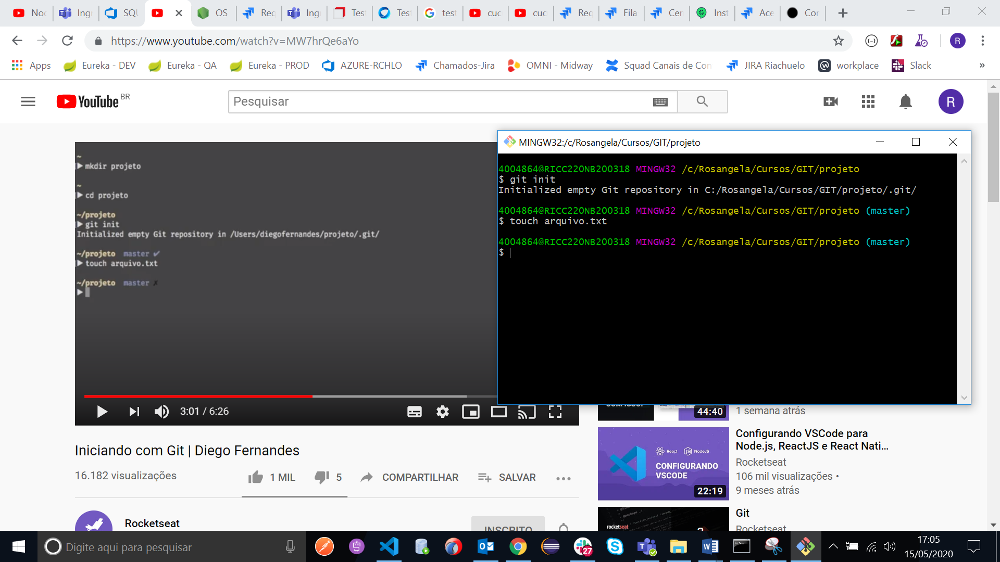 Noc
Ingr
SQU
OS
Req
Ingr
Test
Test
test
cuc
cuc
Req
Fila
Cen
Inst
Ace
Cor
https://www.youtube.com/watch?v=MW7hrQe6aYo
R
Apps
Eureka - DEV
Eureka - QA
Eureka - PROD
AZURE-RCHLO
Chamados-Jira
OMNI - Midway
Squad Canais de Con
JIRA Riachuelo
workplace
Slack
»
YouTube BR
Pesquisar
R
~
mkdir projeto
~
cd projeto
~/projeto
git init
Initialized empty Git repository in /Users/diegofernandes/projeto/.git/
~/projeto master ✔
touch arquivo.txt
~/projeto master ✗
3:01 / 6:26
MINGW32:/c/Rosangela/Cursos/GIT/projeto
4004864@RICC220NB200318 MINGW32 /c/Rosangela/Cursos/GIT/projeto
$ git init
Initialized empty Git repository in C:/Rosangela/Cursos/GIT/projeto/.git/
4004864@RICC220NB200318 MINGW32 /c/Rosangela/Cursos/GIT/projeto (master)
$ touch arquivo.txt
4004864@RICC220NB200318 MINGW32 /c/Rosangela/Cursos/GIT/projeto (master)
$
Iniciando com Git | Diego Fernandes
16.182 visualizações
1 MIL
5
COMPARTILHAR
SALVAR
Rocketseat
INSCRITO
44:40
1 semana atrás
React
NodeJS
CONFIGURANDO
VSCODE
22:19
Configurando VSCode para
Node.js, ReactJS e React Nati...
Rocketseat
106 mil visualizações •
9 meses atrás
rocketseat
Git
Rocketseat
Digite aqui para pesquisar
27
17:05
15/05/2020